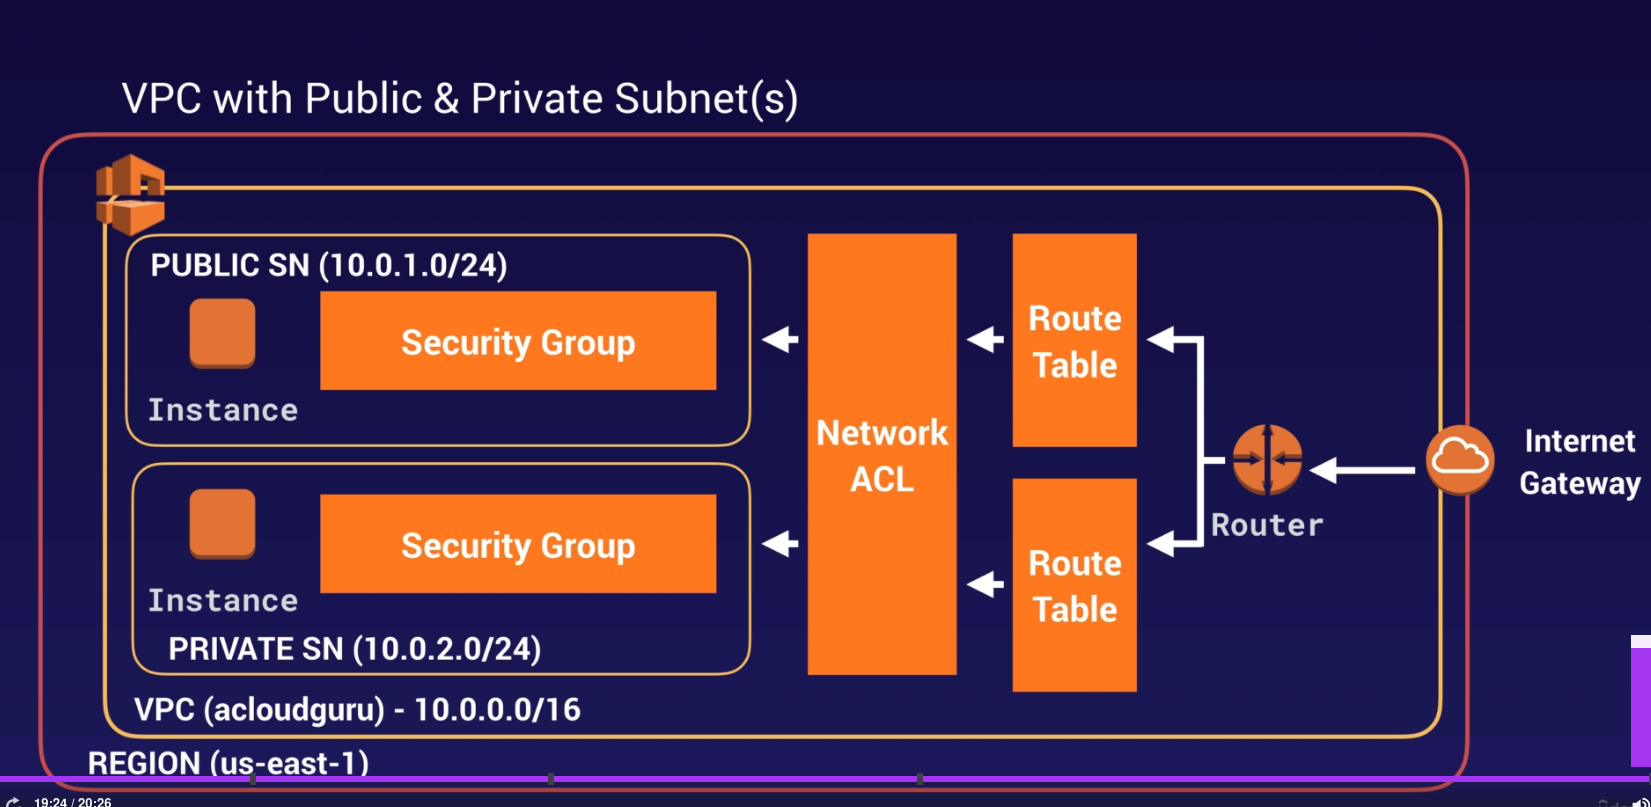 VPC with Public & Private Subnet(s)
PUBLIC SN (10.0.1.0/24)
Security Group
Instance
Security Group
Instance
PRIVATE SN (10.0.2.0/24)
VPC (acloudguru) - 10.0.0.0/16
REGION (us-east-1)
Network
ACL
Route
Table
Route
Table
Router
Internet
Gateway
19:24 / 20:26